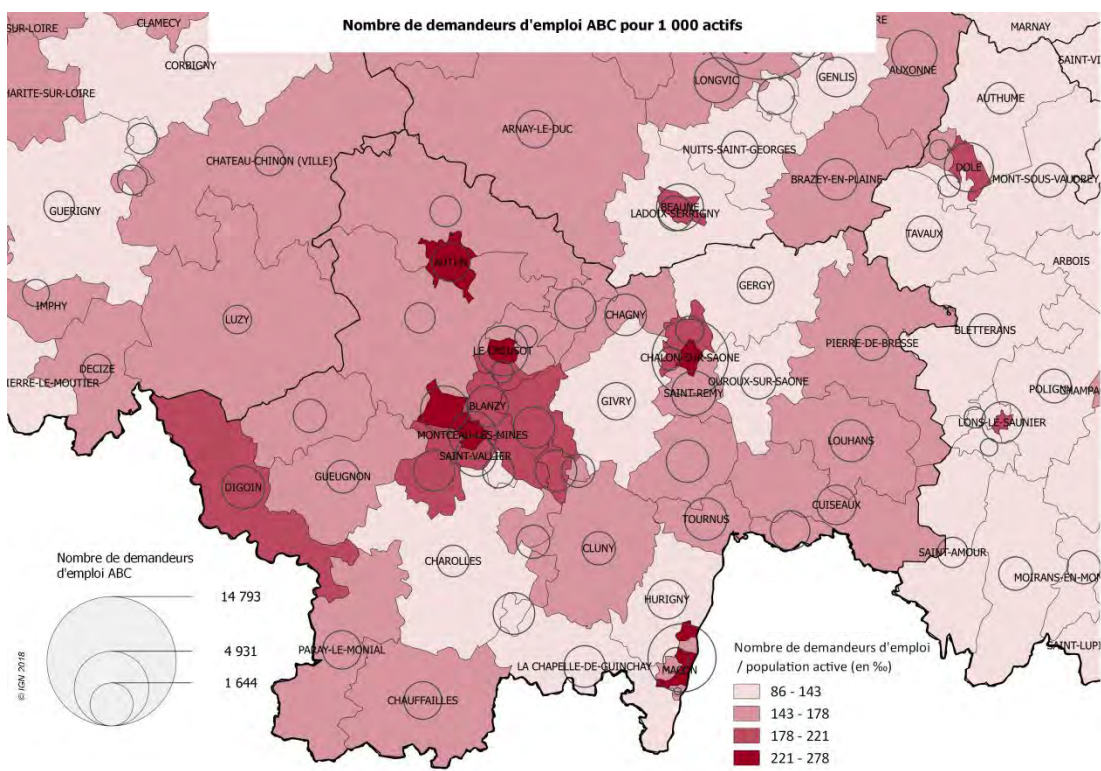 Nombre de demandeurs d'emploi ABC pour 1 000 actifs
SUR-LOIRE
CLAMECY
MARNAY
CORBIGNY
LONGVIC
GENLIS
AUXONNE
SAINT-VI
HARITE-SUR-LOIRE
AUTHUME
ARNAY-LE-DUC
NUITS-SAINT-GEORGES
CHATEAU-CHINON (VILLE)
DOLE
BRAZEY-EN-PLAINE
MONT-SOUS-VAUDREY
GUERIGNY
BEAUNE
LADOIX-SERRIGNY
TAVAUX
AUTUN
ARBOIS
GERGY
IMPHY
LUZY
CHAGNY
BLETTERANS
LE CREUSOT
CHALON-SUR-SAONE
PIERRE-DE-BRESSE
DECIZE
IERRE-LE-MOUTIER
OUROUX-SUR-SAONE
POLIGNY
CHAMPA
SAINT-REMY
GIVRY
BLANZY
LONS-LE-SAUNIER
MONTCEAU-LES-MINES
LOUHANS
SAINT-VALLIER
GUEUGNON
DIGOIN
CUISEAUX
TOURNUS
CLUNY
SAINT-AMOUR
CHAROLLES
MOIRANS-EN-MON
HURIGNY
SAINT-LUPI
PARAY-LE-MONIAL
LA CHAPELLE-DE-GUINCHAY
MACON
CHAUFFAILLES
Nombre de demandeurs
d'emploi ABC
14 793
4 931
1 644
© IGN 2018
Nombre de demandeurs d'emploi
/ population active (en ‰)
86 - 143
143 - 178
178 - 221
221 - 278